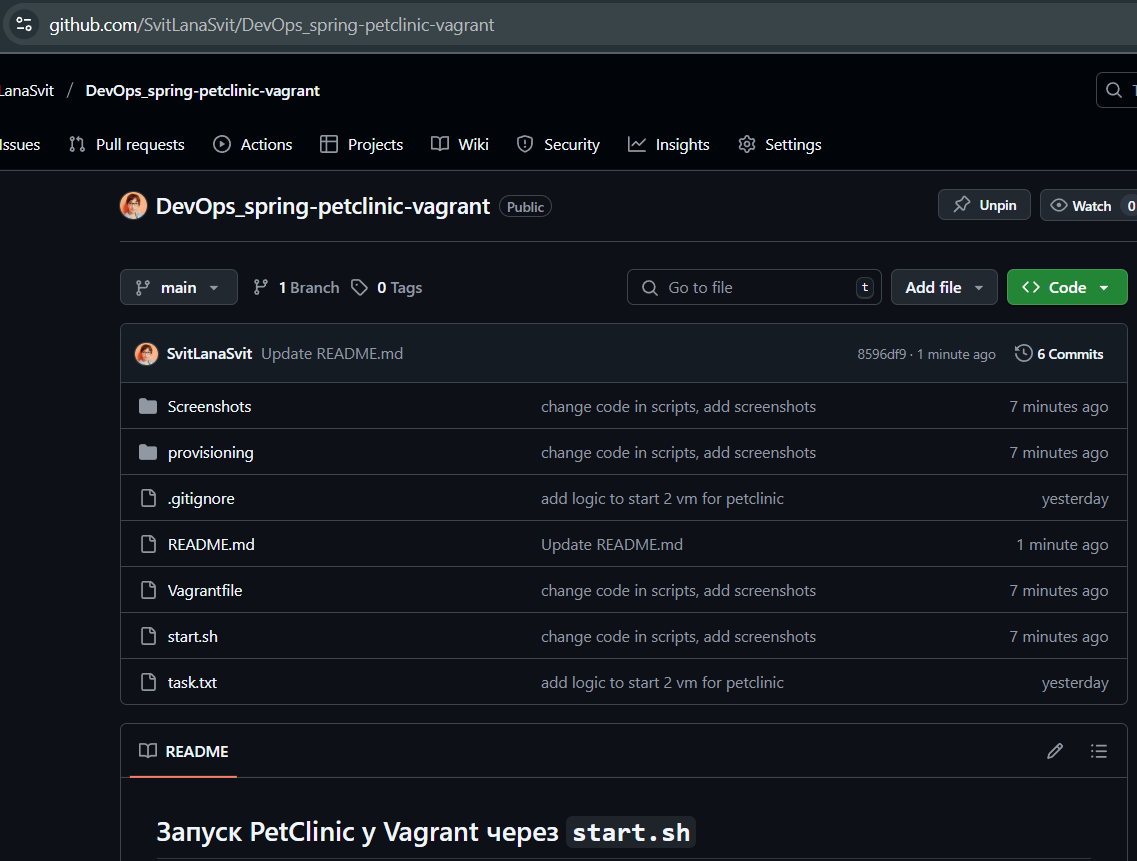 github.com/SvitLanaSvit/DevOps_spring-petclinic-vagrant
LanaSvit / DevOps_spring-petclinic-vagrant
Issues Pull requests Actions Projects Wiki Security Insights Settings
DevOps_spring-petclinic-vagrant Public Unpin Watch 0
main 1 Branch 0 Tags Go to file t Add file Code
SvitLanaSvit Update README.md 8596df9 · 1 minute ago 6 Commits
Screenshots change code in scripts, add screenshots 7 minutes ago
provisioning change code in scripts, add screenshots 7 minutes ago
.gitignore add logic to start 2 vm for petclinic yesterday
README.md Update README.md 1 minute ago
Vagrantfile change code in scripts, add screenshots 7 minutes ago
start.sh change code in scripts, add screenshots 7 minutes ago
task.txt add logic to start 2 vm for petclinic yesterday
README
Запуск PetClinic у Vagrant через start.sh